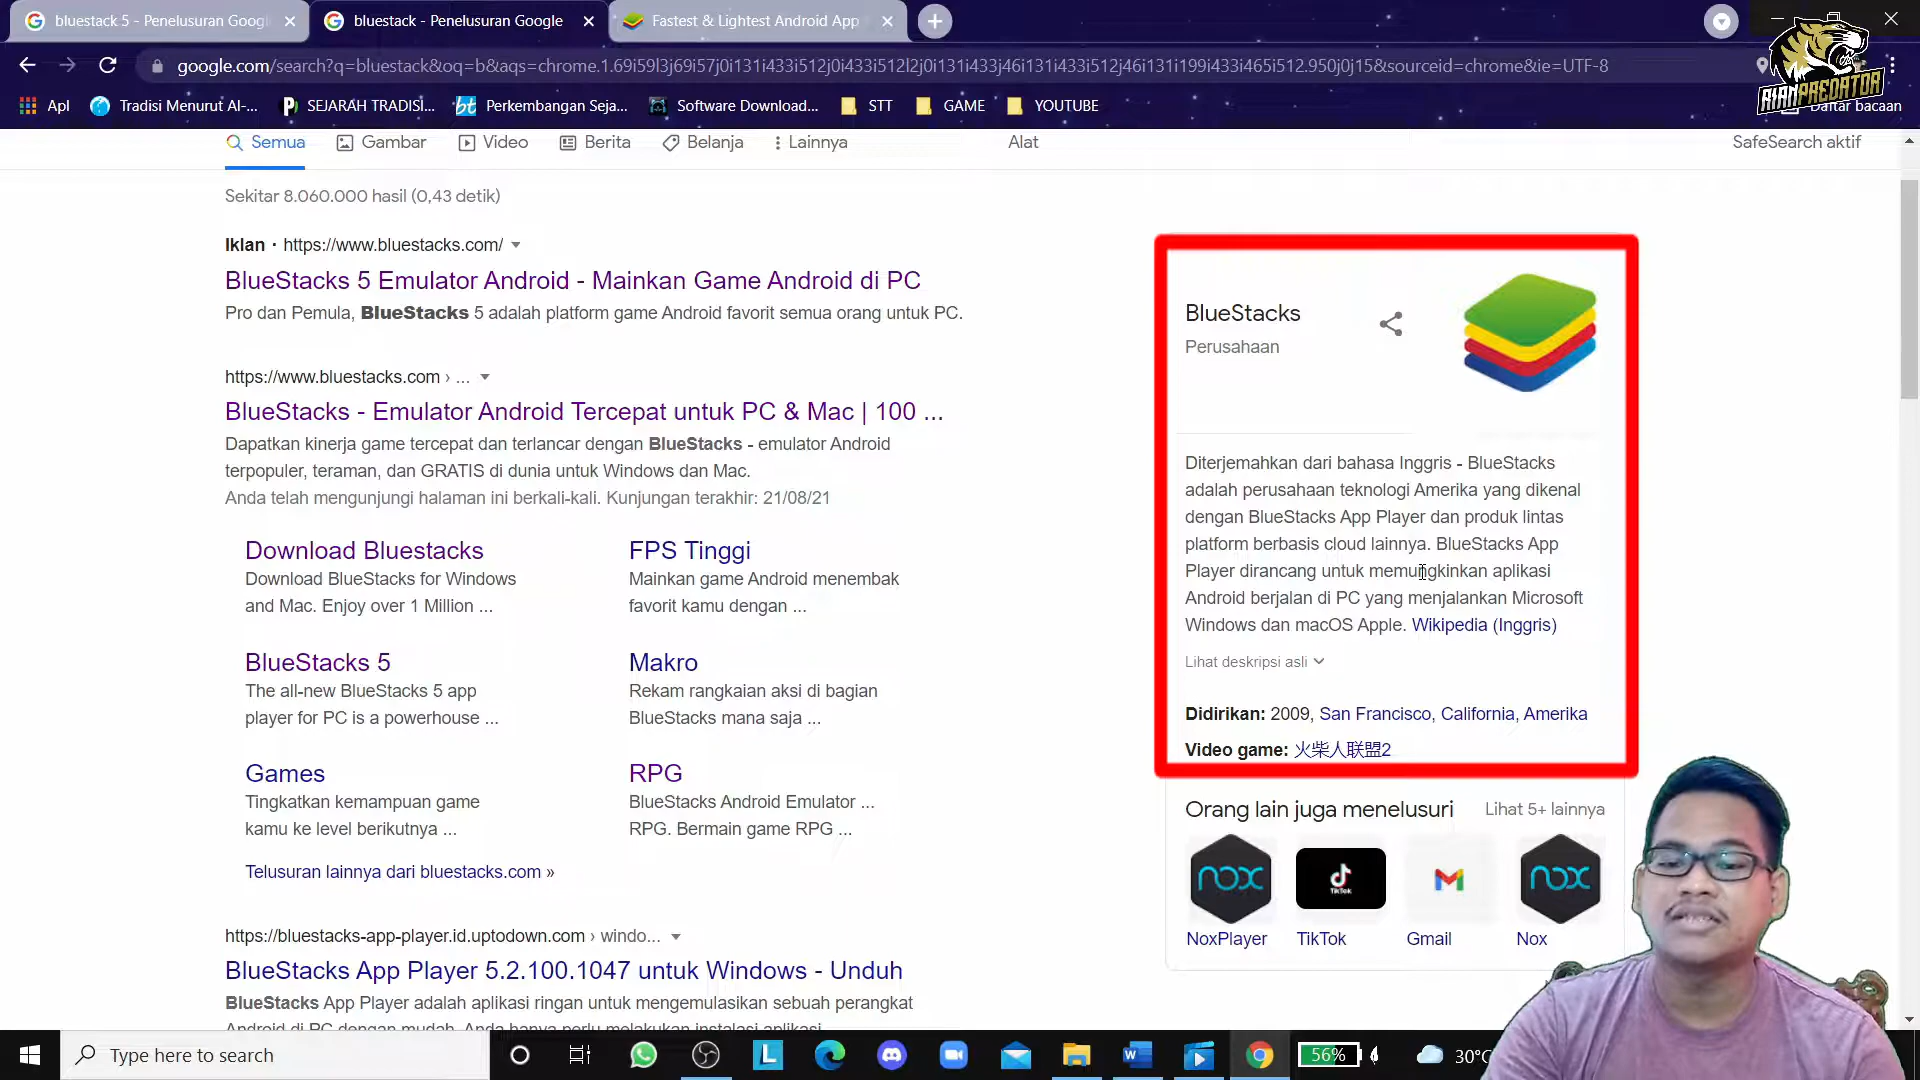 bluestack 5 - Penelusuran Googl
bluestack - Penelusuran Google
Fastest & Lightest Android App
google.com/search?q=bluestack&oq=b&aqs=chrome.1.69i59l3j69i57j0i131i433i512j0i433i512l2j0i131i433j46i131i433i512j46i131i199i433i465i512.950j0j15&sourceid=chrome&ie=UTF-8
RIANPREDATOR
Apl
Tradisi Menurut Al-...
SEJARAH TRADISI...
Perkembangan Seja...
Software Download...
STT
GAME
YOUTUBE
Daftar bacaan
Semua
Gambar
Video
Berita
Belanja
Lainnya
Alat
SafeSearch aktif
Sekitar 8.060.000 hasil (0,43 detik)
Iklan · https://www.bluestacks.com/
BlueStacks 5 Emulator Android - Mainkan Game Android di PC
Pro dan Pemula, BlueStacks 5 adalah platform game Android favorit semua orang untuk PC.
https://www.bluestacks.com › ...
BlueStacks - Emulator Android Tercepat untuk PC & Mac | 100 ...
Dapatkan kinerja game tercepat dan terlancar dengan BlueStacks - emulator Android
terpopuler, teraman, dan GRATIS di dunia untuk Windows dan Mac.
Anda telah mengunjungi halaman ini berkali-kali. Kunjungan terakhir: 21/08/21
Download Bluestacks
Download BlueStacks for Windows
and Mac. Enjoy over 1 Million ...
FPS Tinggi
Mainkan game Android menembak
favorit kamu dengan ...
BlueStacks 5
The all-new BlueStacks 5 app
player for PC is a powerhouse ...
Makro
Rekam rangkaian aksi di bagian
BlueStacks mana saja ...
Games
Tingkatkan kemampuan game
kamu ke level berikutnya ...
RPG
BlueStacks Android Emulator ...
RPG. Bermain game RPG ...
Telusuran lainnya dari bluestacks.com »
https://bluestacks-app-player.id.uptodown.com › windo...
BlueStacks App Player 5.2.100.1047 untuk Windows - Unduh
BlueStacks App Player adalah aplikasi ringan untuk mengemulasikan sebuah perangkat
Android di PC dengan mudah. Anda hanya perlu melakukan instalasi aplikasi
BlueStacks
Perusahaan
Diterjemahkan dari bahasa Inggris - BlueStacks
adalah perusahaan teknologi Amerika yang dikenal
dengan BlueStacks App Player dan produk lintas
platform berbasis cloud lainnya. BlueStacks App
Player dirancang untuk memungkinkan aplikasi
Android berjalan di PC yang menjalankan Microsoft
Windows dan macOS Apple. Wikipedia (Inggris)
Lihat deskripsi asli
Didirikan: 2009, San Francisco, California, Amerika
Video game: 火柴人联盟2
Orang lain juga menelusuri
Lihat 5+ lainnya
nox
TikTok
nox
NoxPlayer
TikTok
Gmail
Nox
Type here to search
L
W
56%
30°C